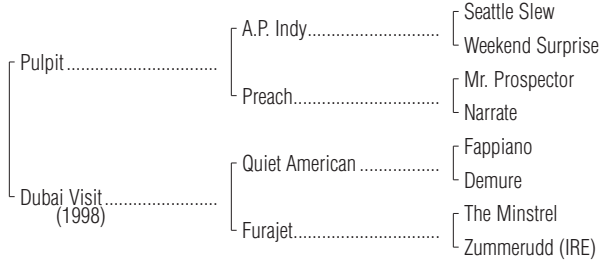 Seattle Slew
A.P. Indy
Weekend Surprise
Pulpit
Mr. Prospector
Preach
Narrate
Fappiano
Quiet American
Demure
Dubai Visit
(1998)
The Minstrel
Furajet
Zummerudd (IRE)